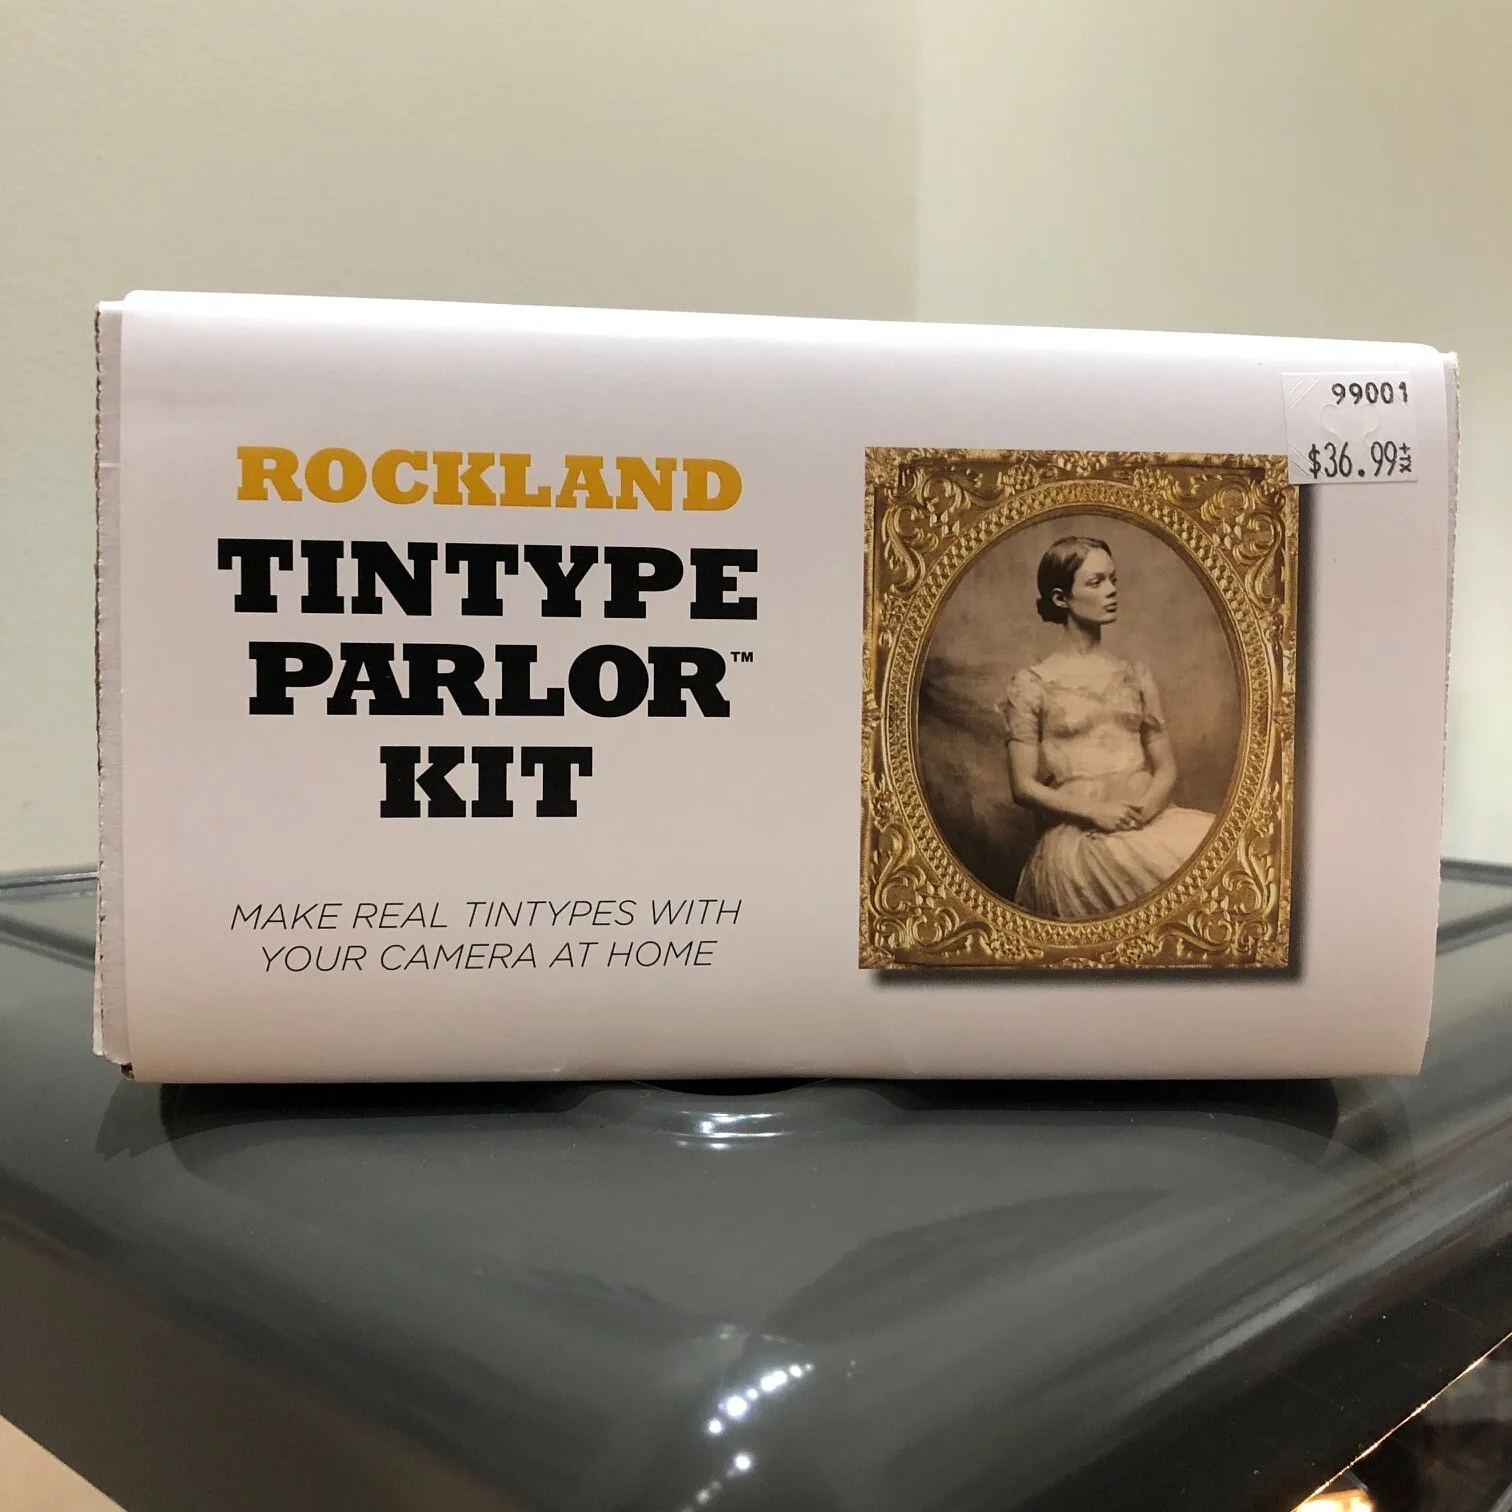 ROCKLAND
TINTYPE
PARLOR™
KIT
MAKE REAL TINTYPES WITH
YOUR CAMERA AT HOME
99001
$36.99